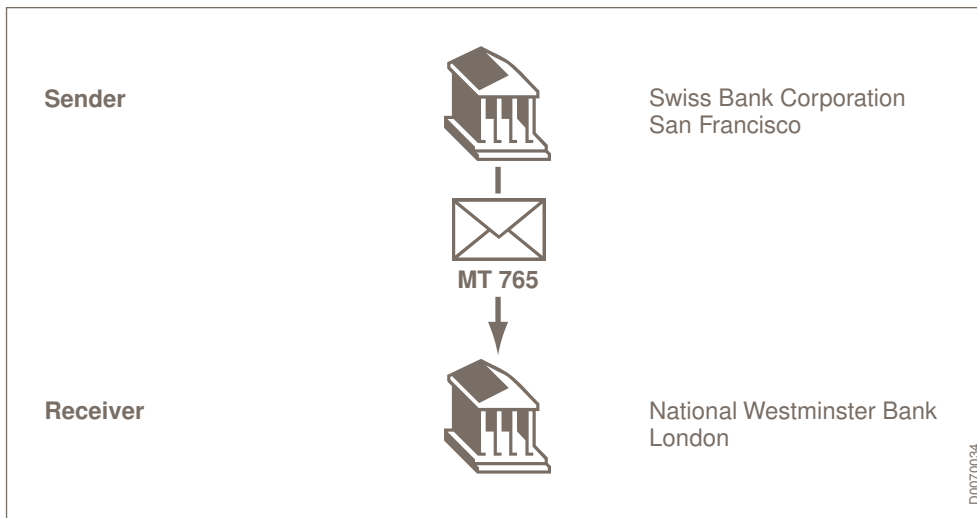 Sender
Swiss Bank Corporation
San Francisco
MT 765
Receiver
National Westminster Bank
London
D0070034